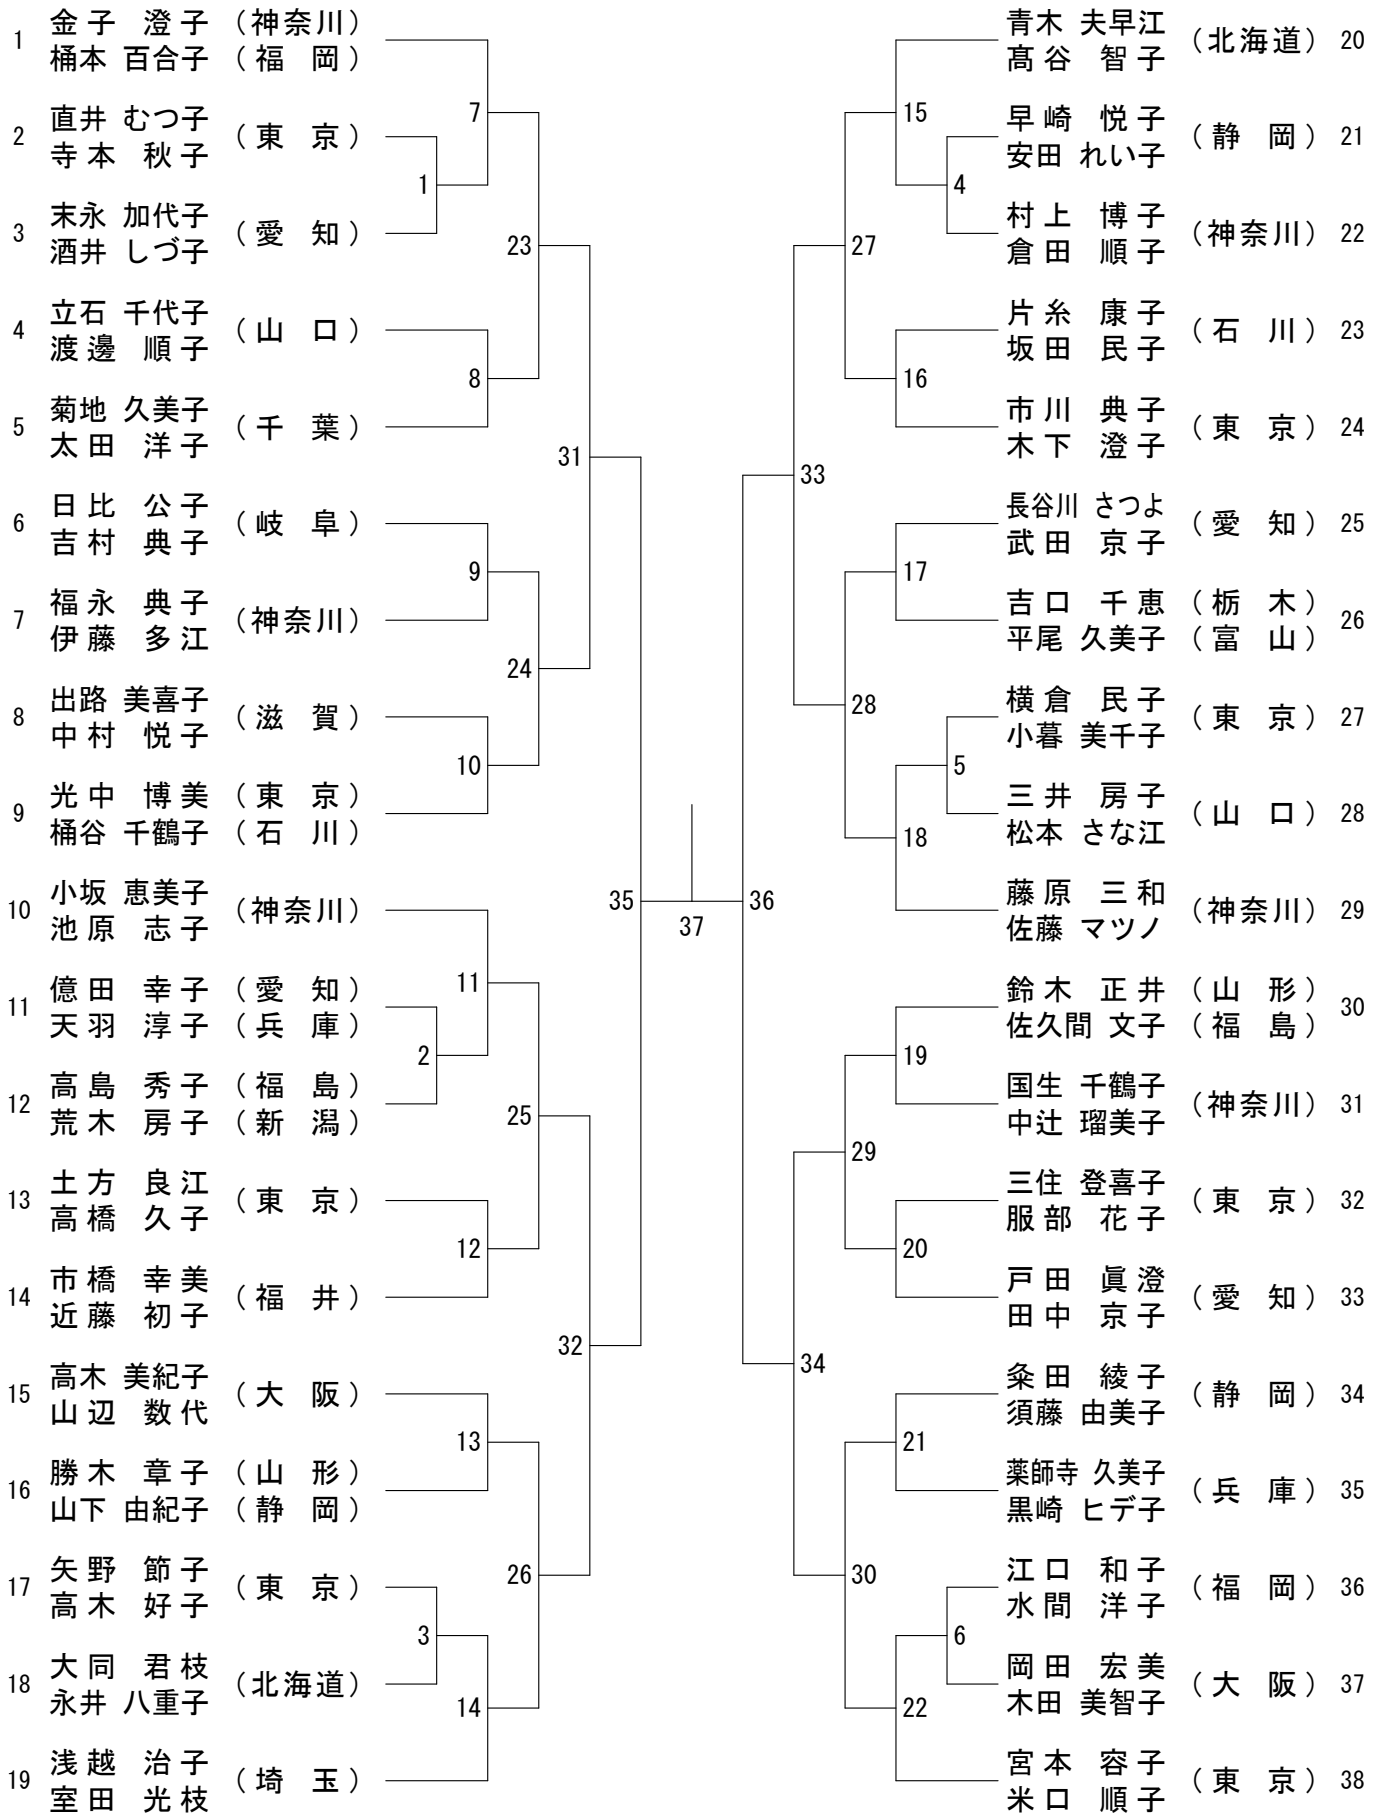 1 金子 澄子 (神奈川)
桶本 百合子 (福岡)
2 直井 むつ子 (東京)
寺本 秋子
3 末永 加代子 (愛知)
酒井 しづ子
4 立石 千代子 (山口)
渡邊 順子
5 菊地 久美子 (千葉)
太田 洋子
6 日比 公子 (岐阜)
吉村 典子
7 福永 典子 (神奈川)
伊藤 多江
8 出路 美喜子 (滋賀)
中村 悦子
9 光中 博美 (東京)
桶谷 千鶴子 (石川)
10 小坂 恵美子 (神奈川)
池原 志子
11 億田 幸子 (愛知)
天羽 淳子 (兵庫)
12 高島 秀子 (福島)
荒木 房子 (新潟)
13 土方 良江 (東京)
高橋 久子
14 市橋 幸美 (福井)
近藤 初子
15 高木 美紀子 (大阪)
山辺 数代
16 勝木 章子 (山形)
山下 由紀子 (静岡)
17 矢野 節子 (東京)
高木 好子
18 大同 君枝 (北海道)
永井 八重子
19 浅越 治子 (埼玉)
室田 光枝
1
2
3
7
8
9
10
11
12
13
14
23
24
25
26
31
32
35
37
36
33
34
27
28
29
30
15
16
17
18
19
20
21
22
4
5
6
青木 夫早江 (北海道) 20
髙谷 智子
早崎 悦子 (静岡) 21
安田 れい子
村上 博子 (神奈川) 22
倉田 順子
片糸 康子 (石川) 23
坂田 民子
市川 典子 (東京) 24
木下 澄子
長谷川 さつよ (愛知) 25
武田 京子
吉口 千恵 (栃木) 26
平尾 久美子 (富山)
横倉 民子 (東京) 27
小暮 美千子
三井 房子 (山口) 28
松本 さな江
藤原 三和 (神奈川) 29
佐藤 マツノ
鈴木 正井 (山形) 30
佐久間 文子 (福島)
国生 千鶴子 (神奈川) 31
中辻 瑠美子
三住 登喜子 (東京) 32
服部 花子
戸田 眞澄 (愛知) 33
田中 京子
粂田 綾子 (静岡) 34
須藤 由美子
薬師寺 久美子 (兵庫) 35
黒崎 ヒデ子
江口 和子 (福岡) 36
水間 洋子
岡田 宏美 (大阪) 37
木田 美智子
宮本 容子 (東京) 38
米口 順子